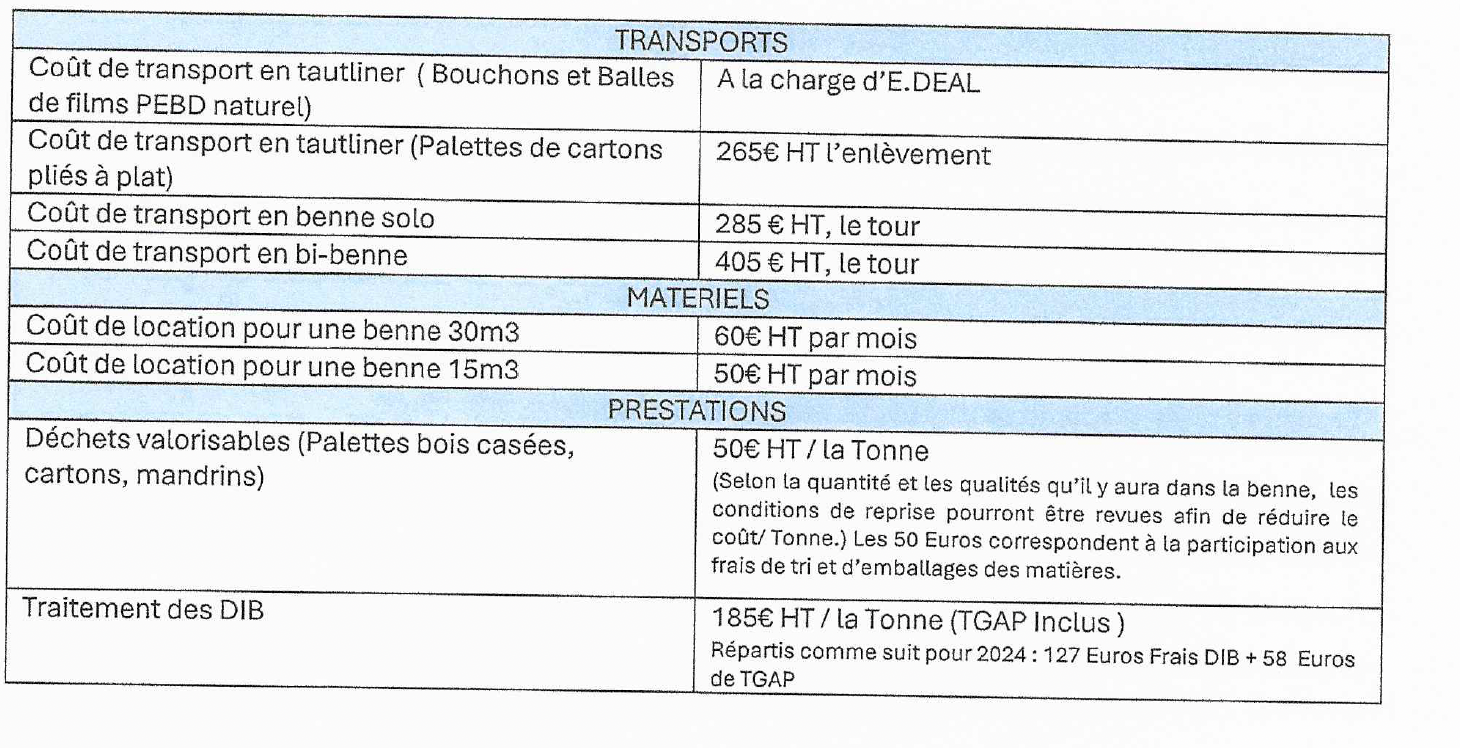 TRANSPORTS
Coût de transport en tautliner ( Bouchons et Balles
de films PEBD naturel)
A la charge d'E.DEAL
Coût de transport en tautliner (Palettes de cartons
pliés à plat)
265€ HT l'enlèvement
Coût de transport en benne solo
285 € HT, le tour
Coût de transport en bi-benne
405 € HT, le tour
MATERIELS
Coût de location pour une benne 30m3
60€ HT par mois
Coût de location pour une benne 15m3
50€ HT par mois
PRESTATIONS
Déchets valorisables (Palettes bois casées,
cartons, mandrins)
50€ HT / la Tonne
(Selon la quantité et les qualités qu'il y aura dans la benne, les
conditions de reprise pourront être revues afin de réduire le
coût/ Tonne.) Les 50 Euros correspondent à la participation aux
frais de tri et d'emballages des matières.
Traitement des DIB
185€ HT / la Tonne (TGAP Inclus )
Répartis comme suit pour 2024 : 127 Euros Frais DIB + 58 Euros
de TGAP